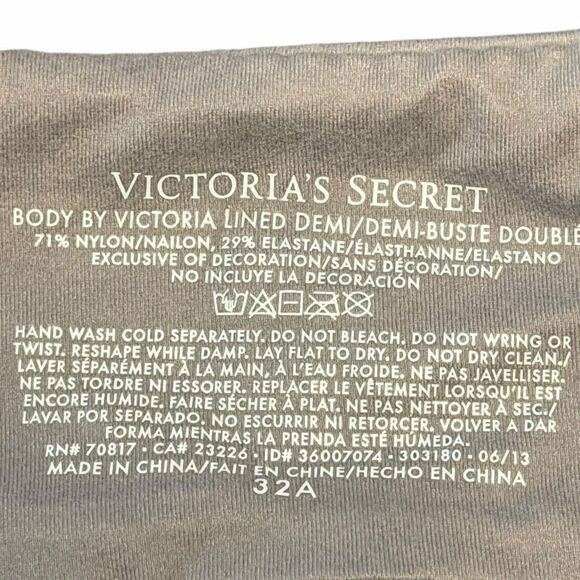 VICTORIA'S SECRET
BODY BY VICTORIA LINED DEMI/DEMI-BUSTE DOUBLÉ
71% NYLON/NAILON, 29% ELASTANE/ÉLASTHANNE/ELASTANO
EXCLUSIVE OF DECORATION/SANS DÉCORATION/
NO INCLUYE LA DECORACIÓN
HAND WASH COLD SEPARATELY. DO NOT BLEACH. DO NOT WRING OR
TWIST. RESHAPE WHILE DAMP. LAY FLAT TO DRY. DO NOT DRY CLEAN./
LAVER SÉPARÉMENT À LA MAIN, À L'EAU FROIDE. NE PAS JAVELLISER.
NE PAS TORDRE NI ESSORER. REPLACER LE VÊTEMENT LORSQU'IL EST
ENCORE HUMIDE. FAIRE SÉCHER À PLAT. NE PAS NETTOYER À SEC./
LAVAR POR SEPARADO. NO ESCURRIR NI RETORCER. VOLVER A DAR
FORMA MIENTRAS LA PRENDA ESTÉ HÚMEDA.
RN# 70817 • CA# 23226 • ID# 36007074 • 303180 • 06/13
MADE IN CHINA/FAIT EN CHINE/HECHO EN CHINA
32A